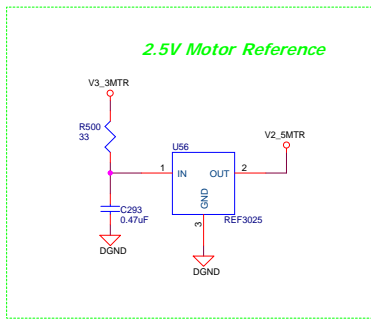 2.5V Motor Reference
V3_3MTR
R500
33
U56
V2_5MTR
1
IN
OUT
2
GND
3
C293
0.47uF
REF3025
DGND
DGND